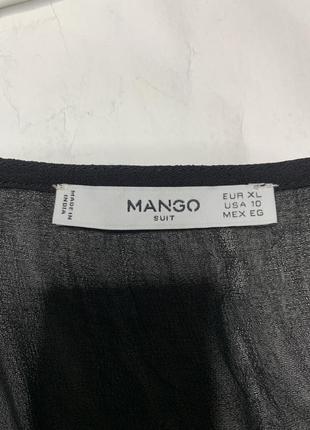 MADE IN
INDIA
MANGO
SUIT
EUR XL
USA 10
MEX EG